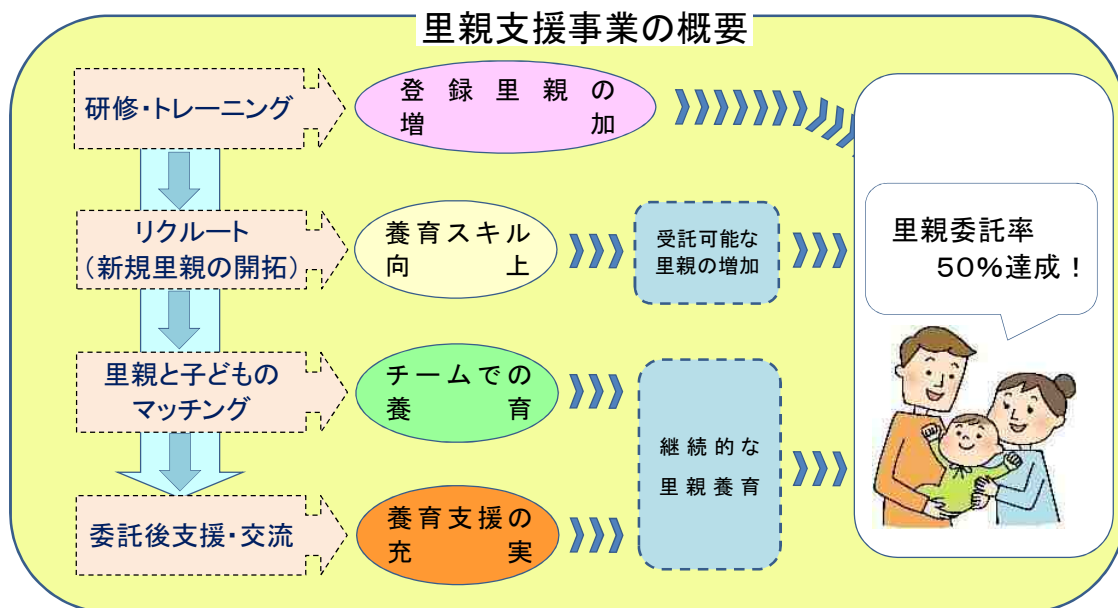 里親支援事業の概要
研修・トレーニング
登録里親の
増加
リクルート
（新規里親の開拓）
養育スキル
向上
受託可能な
里親の増加
里親委託率
50%達成！
里親と子どもの
マッチング
チームでの
養育
継続的な
里親養育
委託後支援・交流
養育支援の
充実